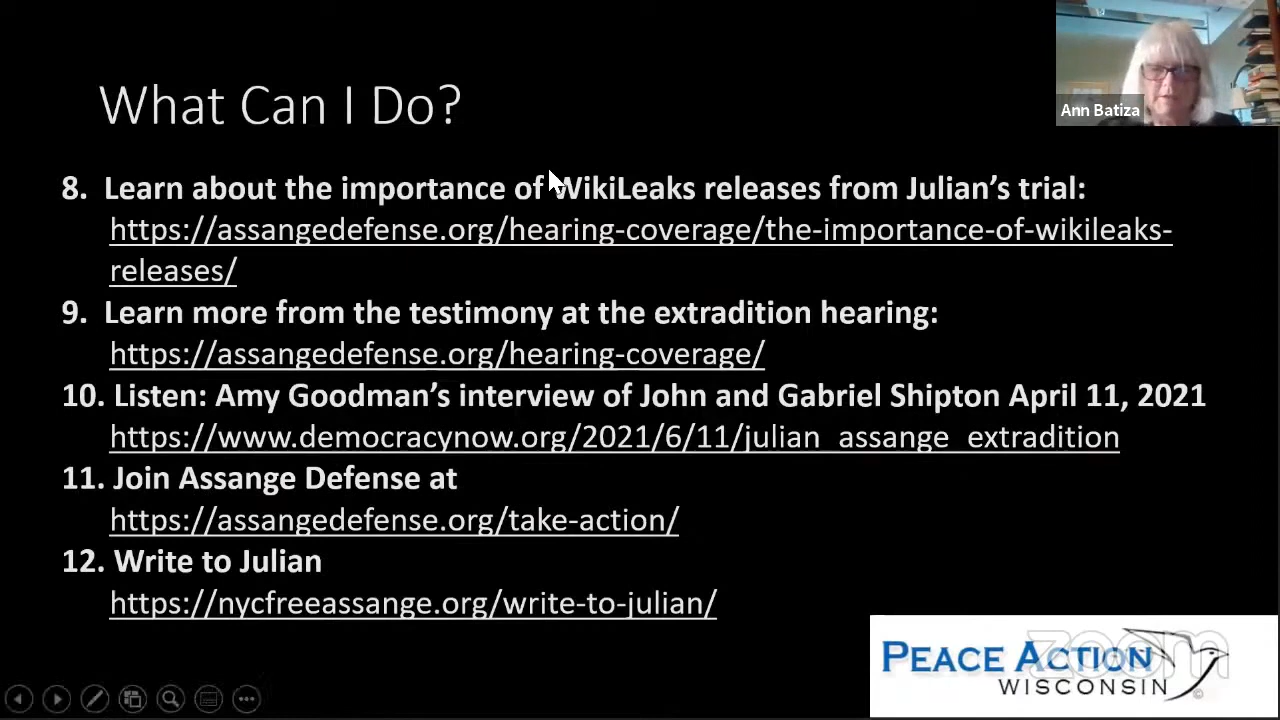 What Can I Do?
Ann Batiza
8. Learn about the importance of WikiLeaks releases from Julian’s trial:
https://assangedefense.org/hearing-coverage/the-importance-of-wikileaks-
releases/
9. Learn more from the testimony at the extradition hearing:
https://assangedefense.org/hearing-coverage/
10. Listen: Amy Goodman’s interview of John and Gabriel Shipton April 11, 2021
https://www.democracynow.org/2021/6/11/julian_assange_extradition
11. Join Assange Defense at
https://assangedefense.org/take-action/
12. Write to Julian
https://nycfreeassange.org/write-to-julian/
zoom
PEACE ACTION
WISCONSIN
©